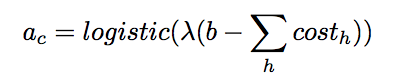 a_c = logistic(λ(b − ∑_h cost_h))